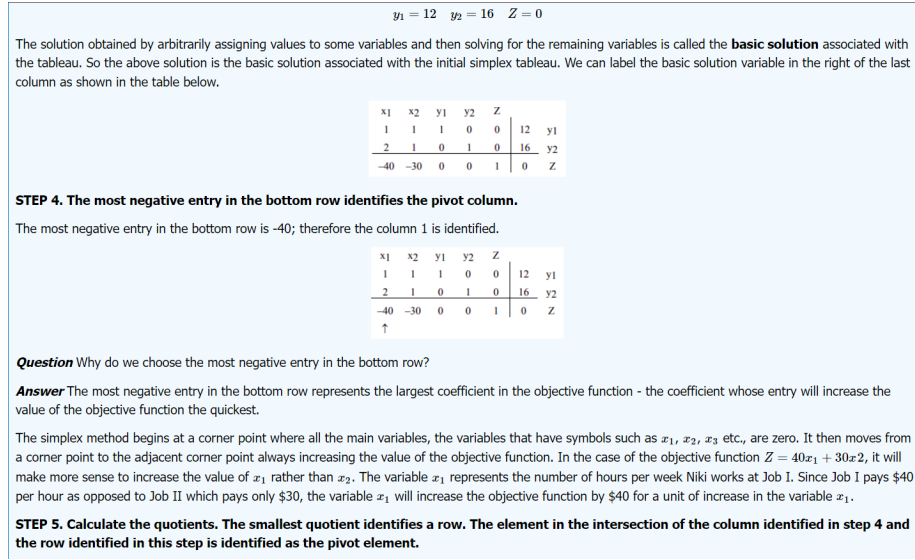 y1 = 12 y2 = 16 Z = 0
The solution obtained by arbitrarily assigning values to some variables and then solving for the remaining variables is called the basic solution associated with
the tableau. So the above solution is the basic solution associated with the initial simplex tableau. We can label the basic solution variable in the right of the last
column as shown in the table below.
x1 x2 y1 y2 Z
1 1 1 0 0 12 y1
2 1 0 1 0 16 y2
-40 -30 0 0 1 0 Z
STEP 4. The most negative entry in the bottom row identifies the pivot column.
The most negative entry in the bottom row is -40; therefore the column 1 is identified.
x1 x2 y1 y2 Z
1 1 1 0 0 12 y1
2 1 0 1 0 16 y2
-40 -30 0 0 1 0 Z
↑
Question Why do we choose the most negative entry in the bottom row?
Answer The most negative entry in the bottom row represents the largest coefficient in the objective function - the coefficient whose entry will increase the
value of the objective function the quickest.
The simplex method begins at a corner point where all the main variables, the variables that have symbols such as x1, x2, x3 etc., are zero. It then moves from
a corner point to the adjacent corner point always increasing the value of the objective function. In the case of the objective function Z = 40x1 + 30x2, it will
make more sense to increase the value of x1 rather than x2. The variable x1 represents the number of hours per week Niki works at Job I. Since Job I pays $40
per hour as opposed to Job II which pays only $30, the variable x1 will increase the objective function by $40 for a unit of increase in the variable x1.
STEP 5. Calculate the quotients. The smallest quotient identifies a row. The element in the intersection of the column identified in step 4 and
the row identified in this step is identified as the pivot element.